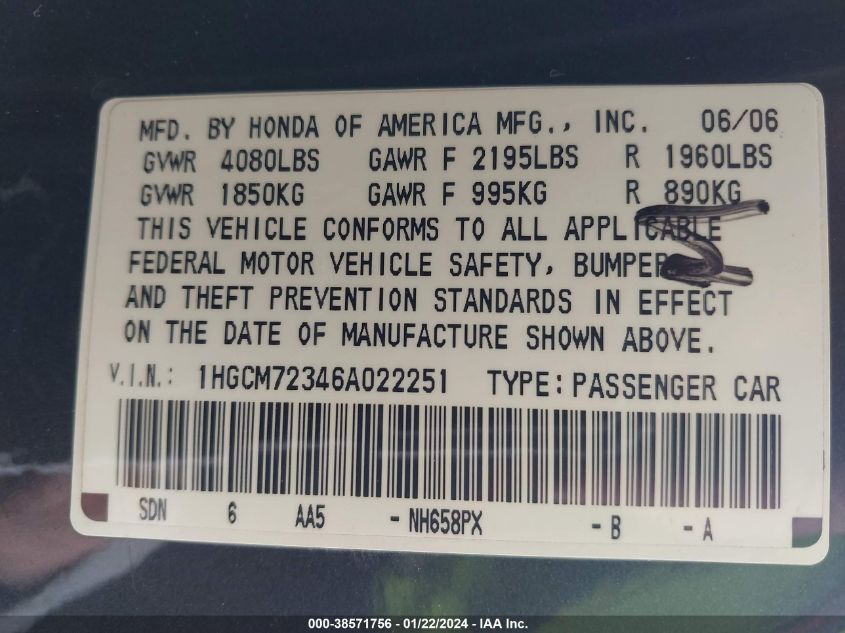 MFD. BY HONDA OF AMERICA MFG., INC. 06/06
GVWR 4080LBS GAWR F 2195LBS R 1960LBS
GVWR 1850KG GAWR F 995KG R 890KG
THIS VEHICLE CONFORMS TO ALL APPLICABLE
FEDERAL MOTOR VEHICLE SAFETY, BUMPER
AND THEFT PREVENTION STANDARDS IN EFFECT
ON THE DATE OF MANUFACTURE SHOWN ABOVE.
V.I.N.: 1HGCM72346A022251 TYPE: PASSENGER CAR
SDN 6 AA5 - NH658PX - B - A
000-38571756 - 01/22/2024 - IAA Inc.